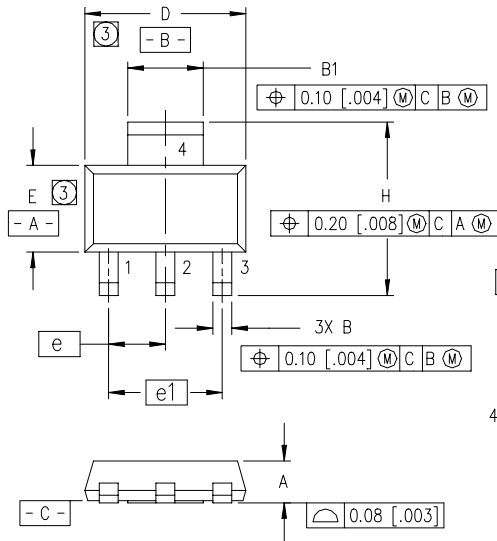 D
3
- B -
B1
⌖ 0.10 [.004] Ⓜ C B Ⓜ
4
E
3
H
- A -
⌖ 0.20 [.008] Ⓜ C A Ⓜ
1 2 3
e
3X B
⌖ 0.10 [.004] Ⓜ C B Ⓜ
e1
4
A
- C -
⌓ 0.08 [.003]